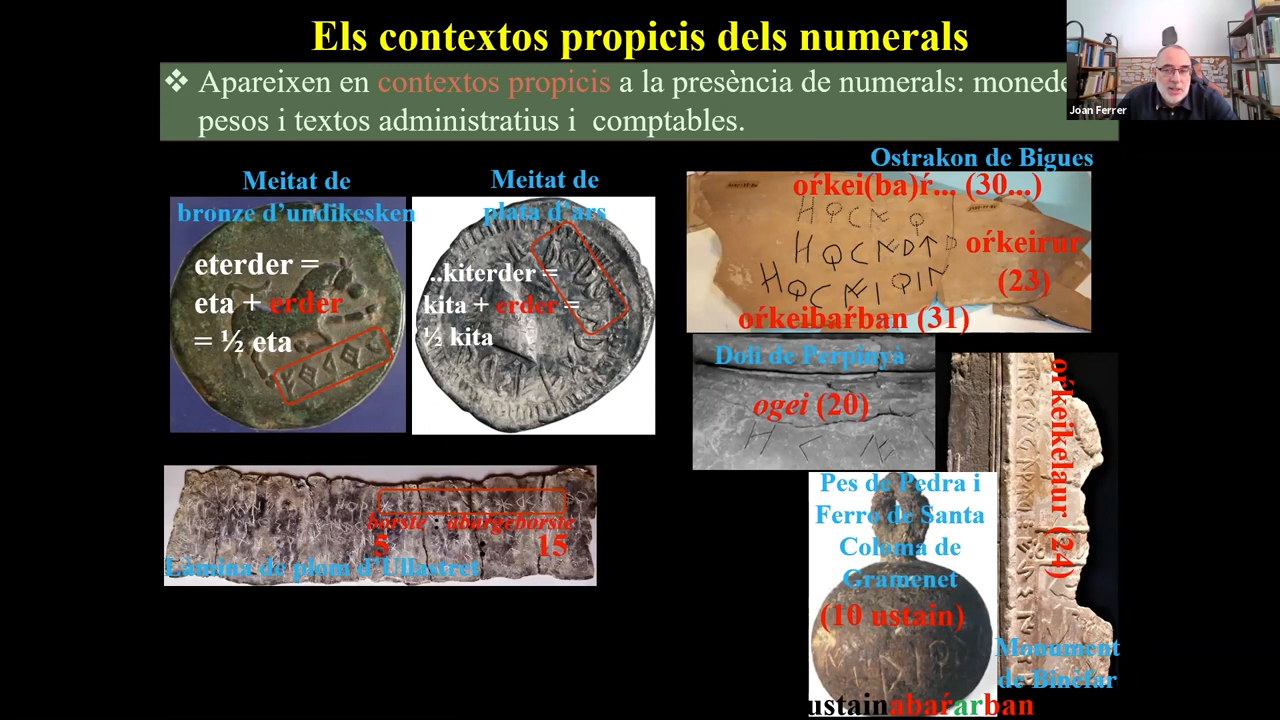 Els contextos propicis dels numerals
Joan Ferrer
❖ Apareixen en contextos propicis a la presència de numerals: monede
pesos i textos administratius i comptables.
Meitat de
bronze d'undikesken
eterder =
eta + erder
= ½ eta
Meitat de
plata d'ars
..kiterder =
kita + erder =
½ kita
Ostrakon de Bigues
oŕkei(ba)ŕ... (30...)
oŕkeirur
(23)
oŕkeibaŕban (31)
Doli de Perpinyà
ogei (20)
oŕkeikelaur (24)
Monument
de Binèfar
borste : abargeborste
5
15
Làmina de plom d'Ullastret
Pes de Pedra i
Ferro de Santa
Coloma de
Gramenet
(10 ustain)
ustainabaŕarban